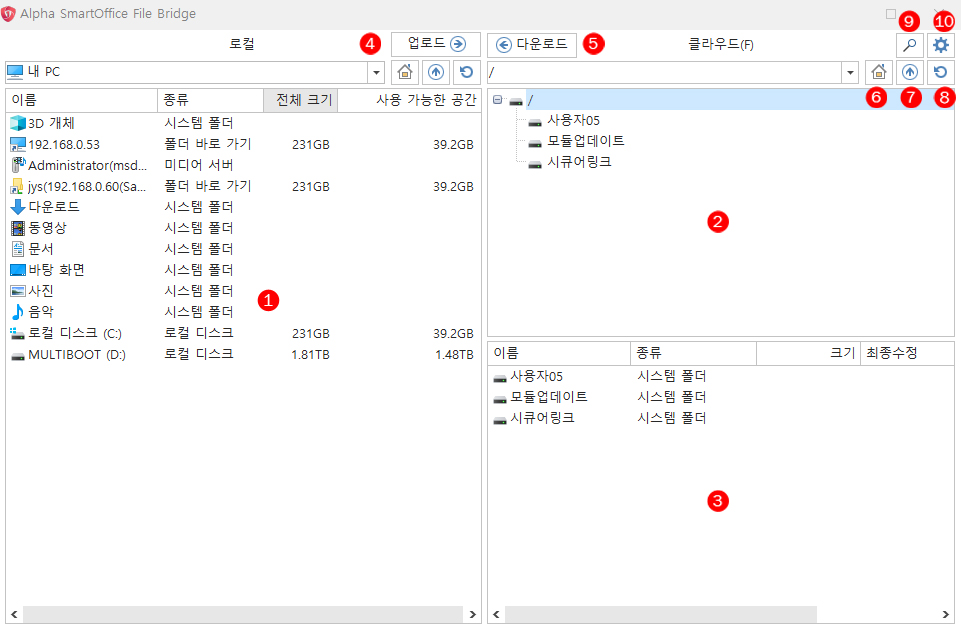 Alpha SmartOffice File Bridge
9 10
로컬 4 업로드 다운로드 5 클라우드(F)
내 PC /
6 7 8
이름 종류 전체 크기 사용 가능한 공간
3D 개체 시스템 폴더
192.168.0.53 폴더 바로 가기 231GB 39.2GB
Administrator(msd... 미디어 서버
jys(192.168.0.60(Sa... 폴더 바로 가기 231GB 39.2GB
다운로드 시스템 폴더
동영상 시스템 폴더
문서 시스템 폴더
바탕 화면 시스템 폴더
사진 시스템 폴더
1
음악 시스템 폴더
로컬 디스크 (C:) 로컬 디스크 231GB 39.2GB
MULTIBOOT (D:) 로컬 디스크 1.81TB 1.48TB
/
사용자05
모듈업데이트
시큐어링크
2
이름 종류 크기 최종수정
사용자05 시스템 폴더
모듈업데이트 시스템 폴더
시큐어링크 시스템 폴더
3